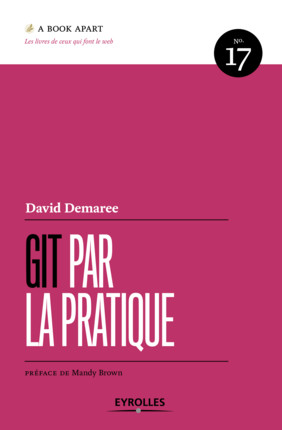 A BOOK APART
Les livres de ceux qui font le web
No.
17
David Demaree
GIT PAR
LA PRATIQUE
PRÉFACE DE Mandy Brown
EYROLLES